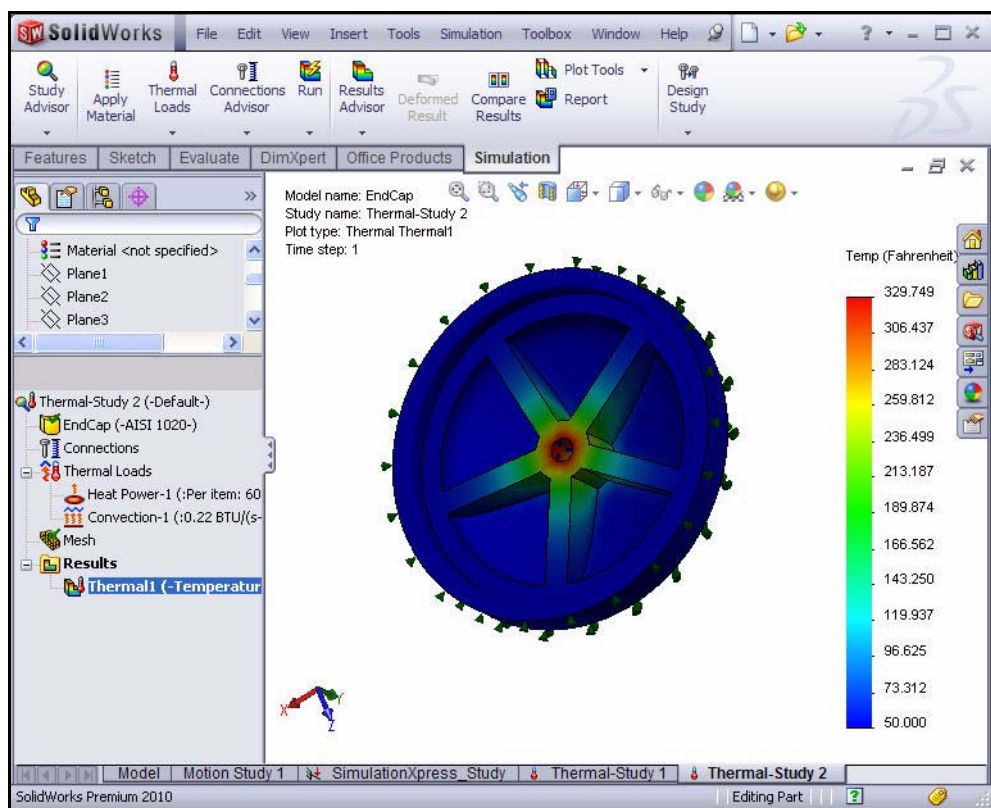 SolidWorks File Edit View Insert Tools Simulation Toolbox Window Help
Study Advisor
Apply Material
Thermal Loads
Connections Advisor
Run
Results Advisor
Deformed Result
Compare Results
Plot Tools
Report
Design Study
Features Sketch Evaluate DimXpert Office Products Simulation
Material <not specified>
Plane1
Plane2
Plane3
Thermal-Study 2 (-Default-)
EndCap (-AISI 1020-)
Connections
Thermal Loads
Heat Power-1 (:Per item: 60
Convection-1 (:0.22 BTU/(s-
Mesh
Results
Thermal1 (-Temperatur
Model name: EndCap
Study name: Thermal-Study 2
Plot type: Thermal Thermal1
Time step: 1
Temp (Fahrenheit)
329.749
306.437
283.124
259.812
236.499
213.187
189.874
166.562
143.250
119.937
96.625
73.312
50.000
X
Y
Z
Model Motion Study 1 SimulationXpress_Study Thermal-Study 1 Thermal-Study 2
SolidWorks Premium 2010 Editing Part